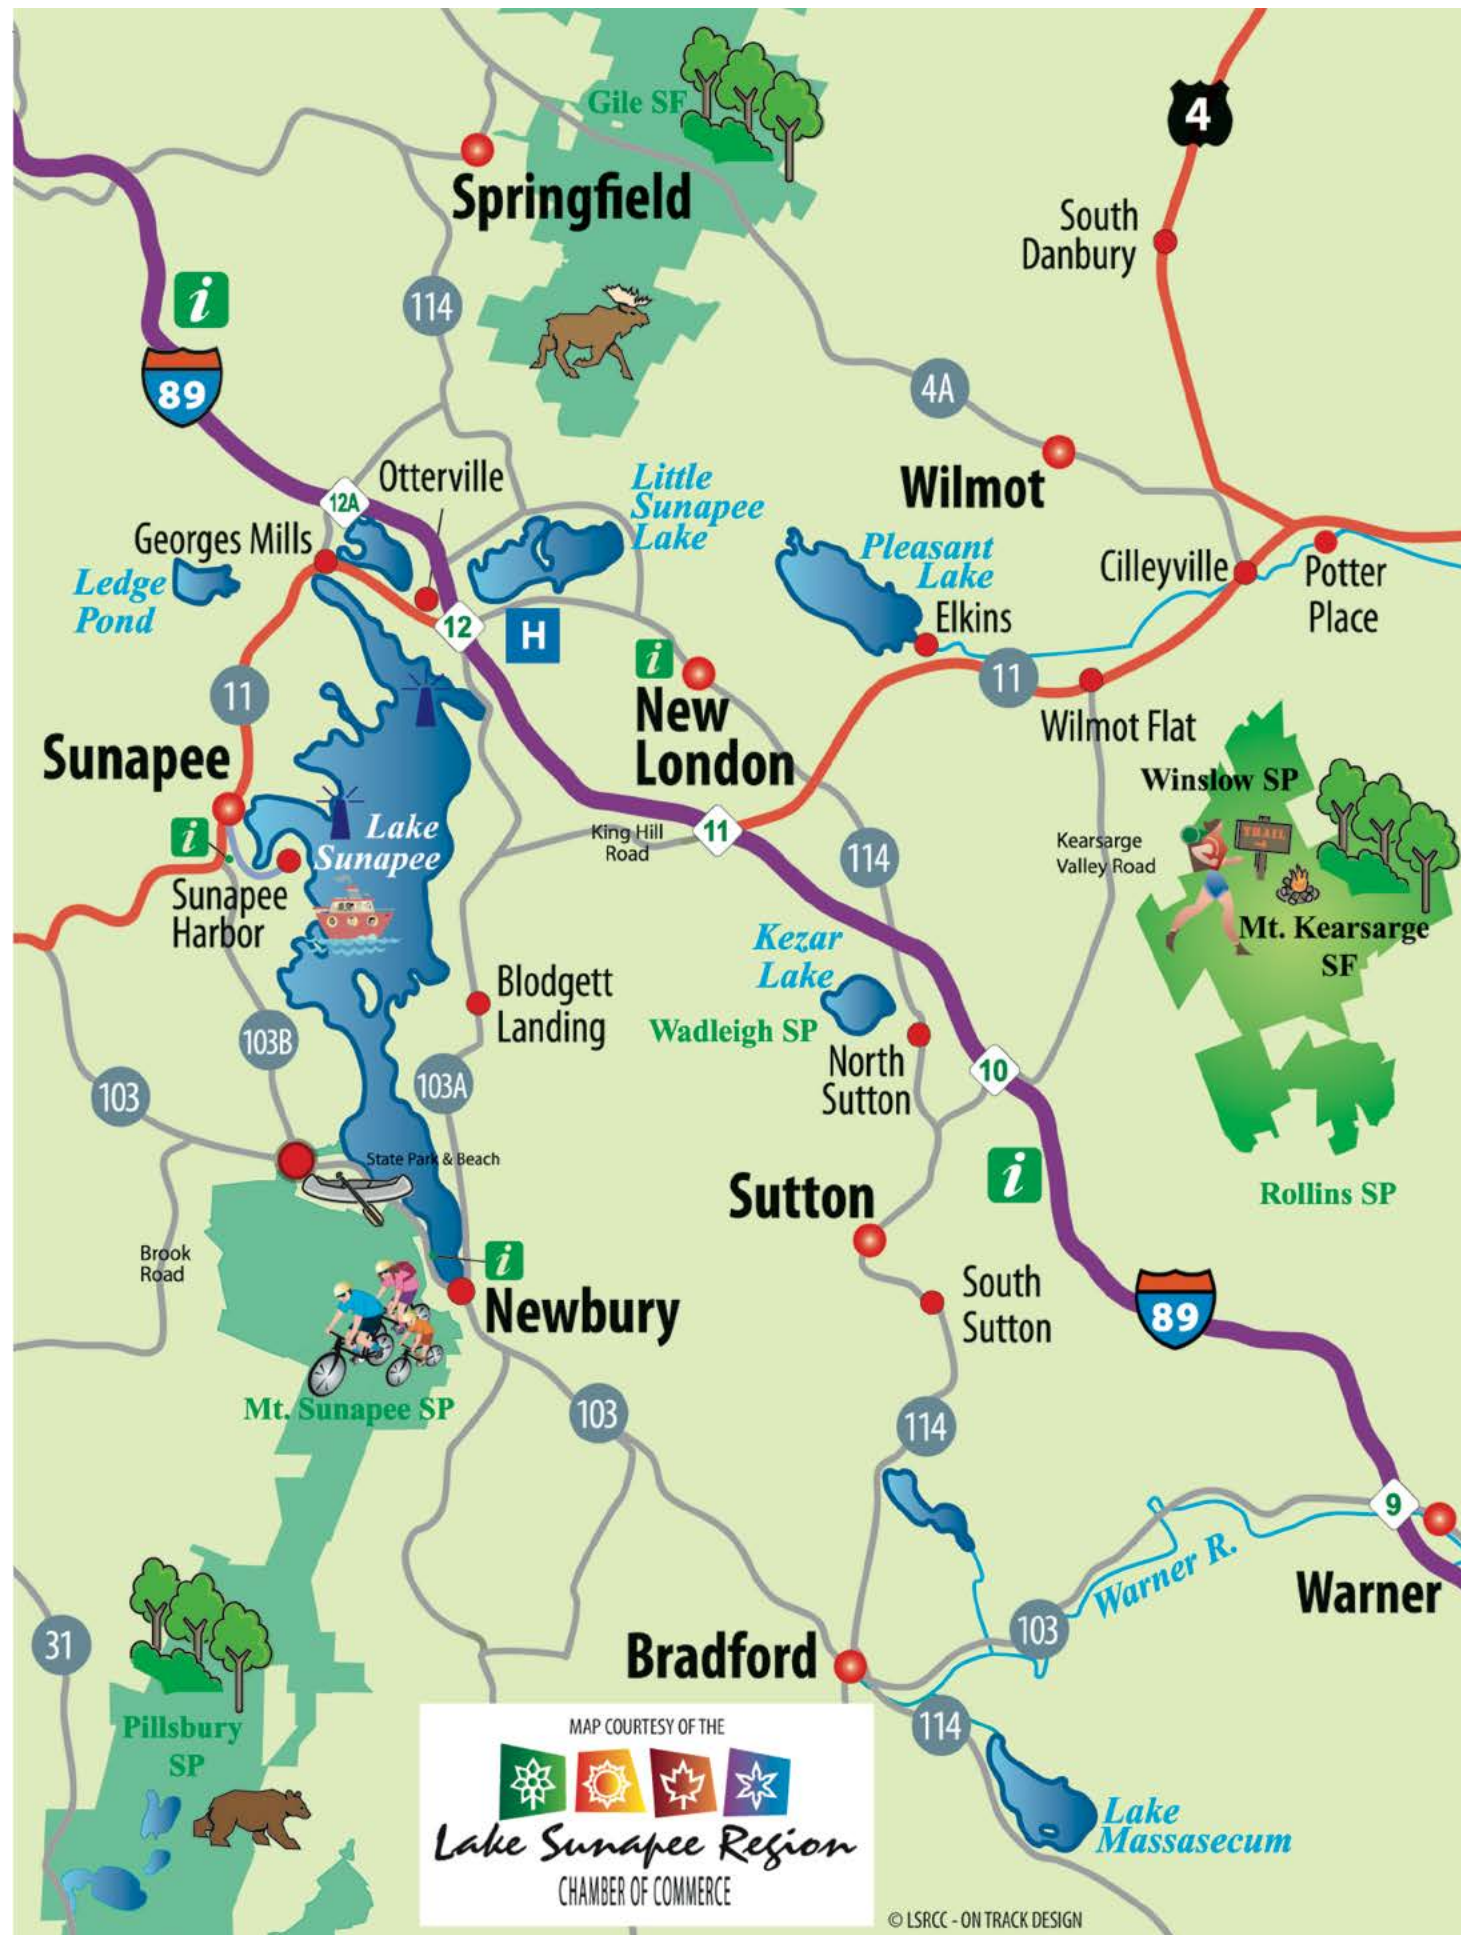 4
Gile SF
Springfield
South
Danbury
i
114
89
4A
Wilmot
12A
Otterville
Little
Sunapee
Lake
Georges Mills
Ledge
Pond
Pleasant
Lake
Cilleyville
Potter
Place
Elkins
12
H
i
11
New
London
11
Wilmot Flat
Sunapee
Winslow SP
TRAIL
i
Lake
Sunapee
King Hill
Road
11
114
Kearsarge
Valley Road
Sunapee
Harbor
Mt. Kearsarge
SF
Kezar
Lake
Blodgett
Landing
Wadleigh SP
North
Sutton
103B
103A
103
10
State Park & Beach
i
Sutton
Rollins SP
Brook
Road
i
Newbury
South
Sutton
89
Mt. Sunapee SP
103
114
9
Warner R.
Warner
31
103
Bradford
114
Pillsbury
SP
MAP COURTESY OF THE
Lake Sunapee Region
CHAMBER OF COMMERCE
Lake
Massasecum
© LSRCC - ON TRACK DESIGN